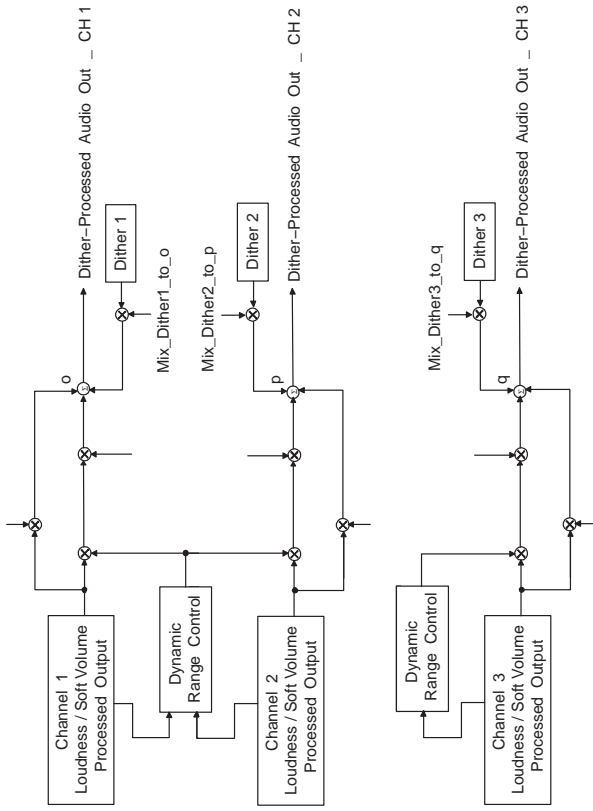 Channel 1
Loudness / Soft Volume
Processed Output
o
Σ
Dither−Processed Audio Out _ CH 1
Dither 1
Mix_Dither1_to_o
Dynamic
Range Control
Mix_Dither2_to_p
Dither 2
p
Σ
Dither−Processed Audio Out _ CH 2
Channel 2
Loudness / Soft Volume
Processed Output
Dynamic
Range Control
Mix_Dither3_to_q
Dither 3
q
Σ
Dither−Processed Audio Out _ CH 3
Channel 3
Loudness / Soft Volume
Processed Output